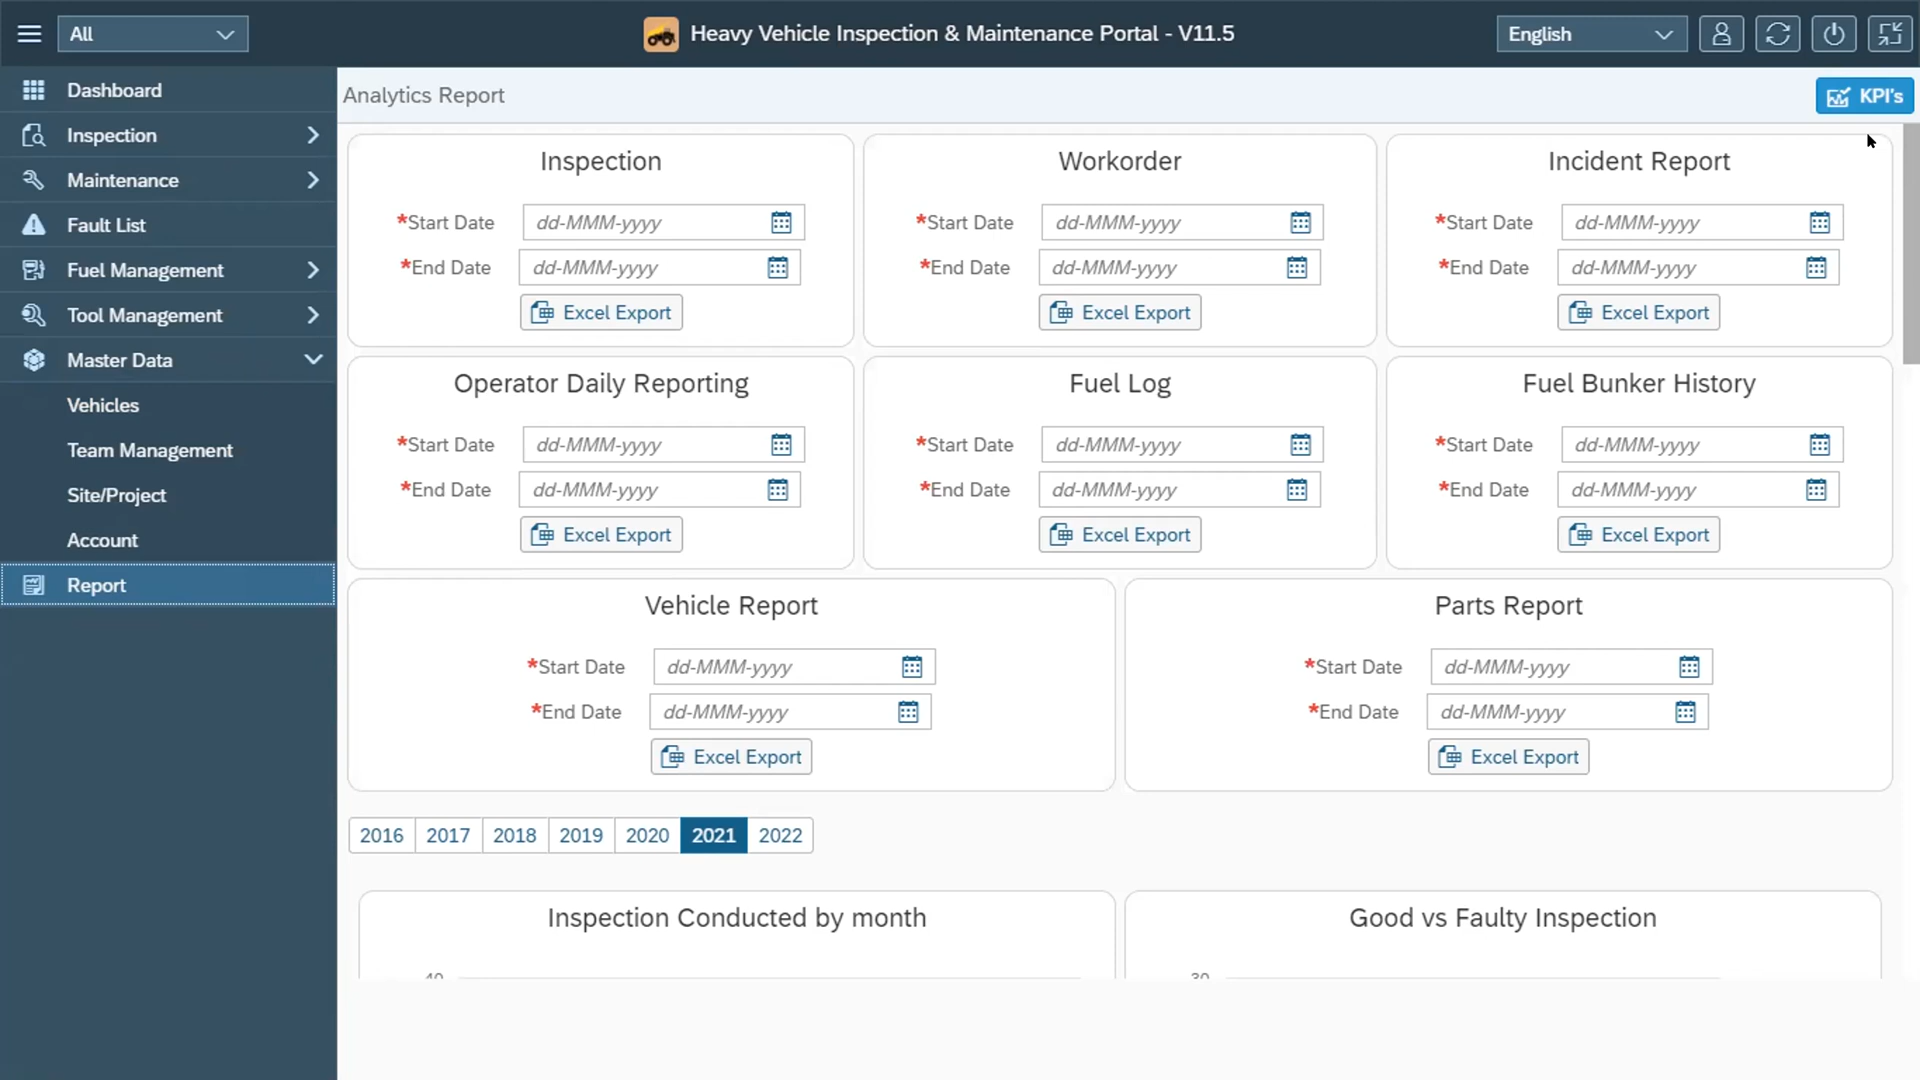 All
Heavy Vehicle Inspection & Maintenance Portal - V11.5
English
Dashboard
Inspection
Maintenance
Fault List
Fuel Management
Tool Management
Master Data
Vehicles
Team Management
Site/Project
Account
Report
Analytics Report
KPI's
Inspection
*Start Date dd-MMM-yyyy
*End Date dd-MMM-yyyy
Excel Export
Workorder
*Start Date dd-MMM-yyyy
*End Date dd-MMM-yyyy
Excel Export
Incident Report
*Start Date dd-MMM-yyyy
*End Date dd-MMM-yyyy
Excel Export
Operator Daily Reporting
*Start Date dd-MMM-yyyy
*End Date dd-MMM-yyyy
Excel Export
Fuel Log
*Start Date dd-MMM-yyyy
*End Date dd-MMM-yyyy
Excel Export
Fuel Bunker History
*Start Date dd-MMM-yyyy
*End Date dd-MMM-yyyy
Excel Export
Vehicle Report
*Start Date dd-MMM-yyyy
*End Date dd-MMM-yyyy
Excel Export
Parts Report
*Start Date dd-MMM-yyyy
*End Date dd-MMM-yyyy
Excel Export
2016 2017 2018 2019 2020 2021 2022
Inspection Conducted by month
40
Good vs Faulty Inspection
30